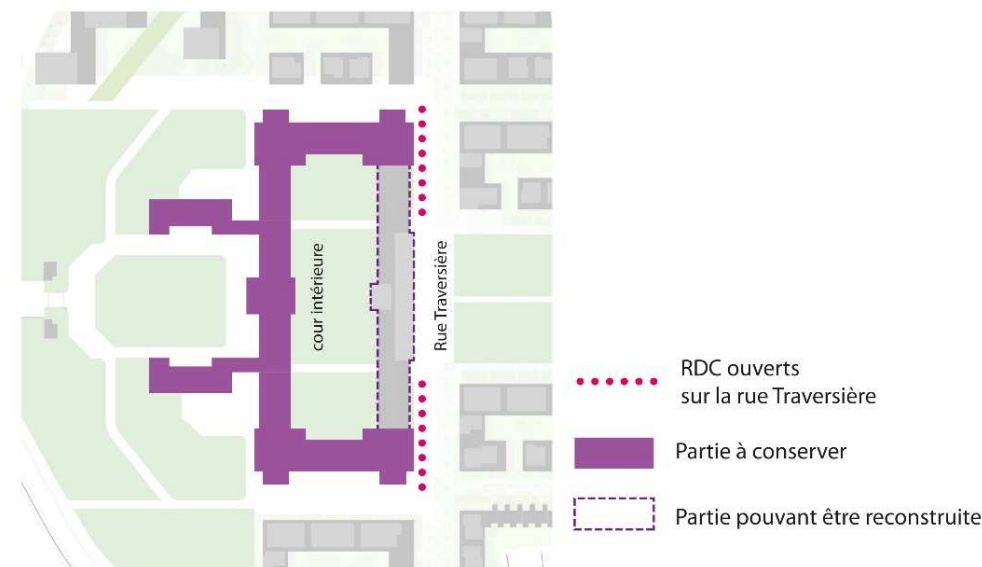 cour intérieure
Rue Traversière
RDC ouverts
sur la rue Traversière
Partie à conserver
Partie pouvant être reconstruite